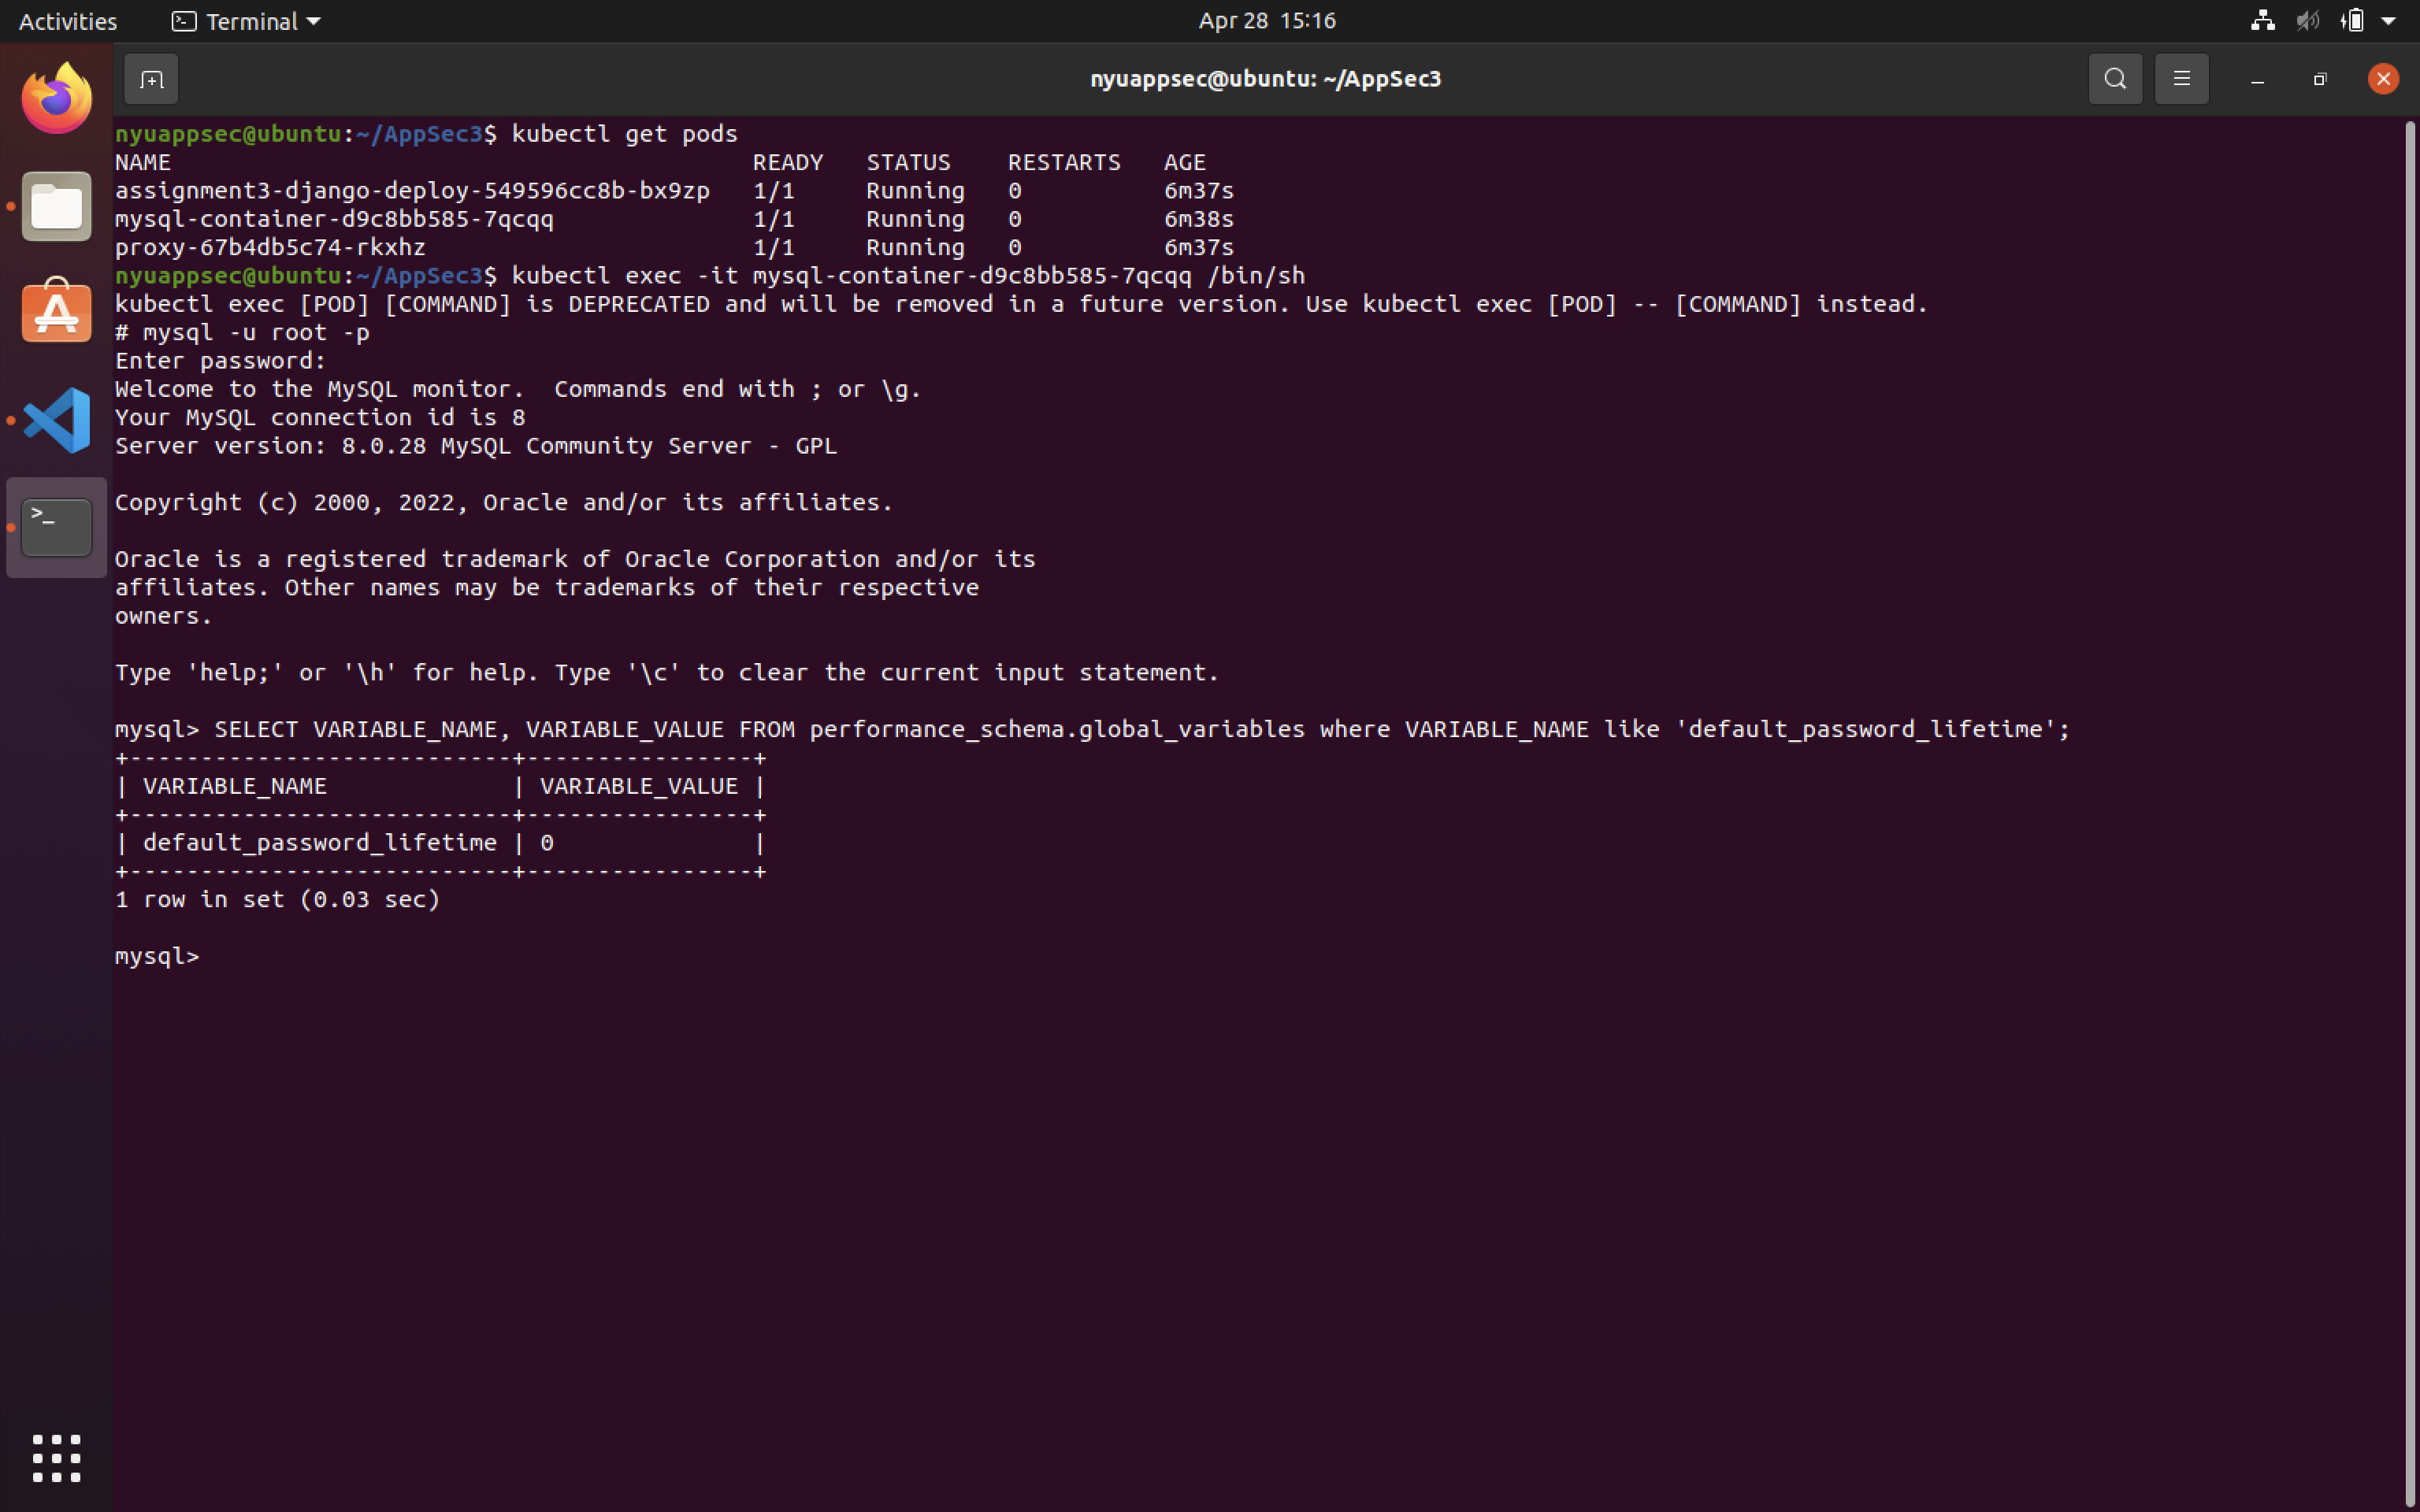 Activities Terminal Apr 28 15:16
nyuappsec@ubuntu: ~/AppSec3
nyuappsec@ubuntu:~/AppSec3$ kubectl get pods
NAME                                         READY   STATUS    RESTARTS   AGE
assignment3-django-deploy-549596cc8b-bx9zp   1/1     Running   0          6m37s
mysql-container-d9c8bb585-7qcqq              1/1     Running   0          6m38s
proxy-67b4db5c74-rkxhz                       1/1     Running   0          6m37s
nyuappsec@ubuntu:~/AppSec3$ kubectl exec -it mysql-container-d9c8bb585-7qcqq /bin/sh
kubectl exec [POD] [COMMAND] is DEPRECATED and will be removed in a future version. Use kubectl exec [POD] -- [COMMAND] instead.
# mysql -u root -p
Enter password:
Welcome to the MySQL monitor.  Commands end with ; or \g.
Your MySQL connection id is 8
Server version: 8.0.28 MySQL Community Server - GPL
Copyright (c) 2000, 2022, Oracle and/or its affiliates.
Oracle is a registered trademark of Oracle Corporation and/or its
affiliates. Other names may be trademarks of their respective
owners.
Type 'help;' or '\h' for help. Type '\c' to clear the current input statement.
mysql> SELECT VARIABLE_NAME, VARIABLE_VALUE FROM performance_schema.global_variables where VARIABLE_NAME like 'default_password_lifetime';
+---------------------------+----------------+
| VARIABLE_NAME             | VARIABLE_VALUE |
+---------------------------+----------------+
| default_password_lifetime | 0              |
+---------------------------+----------------+
1 row in set (0.03 sec)
mysql>